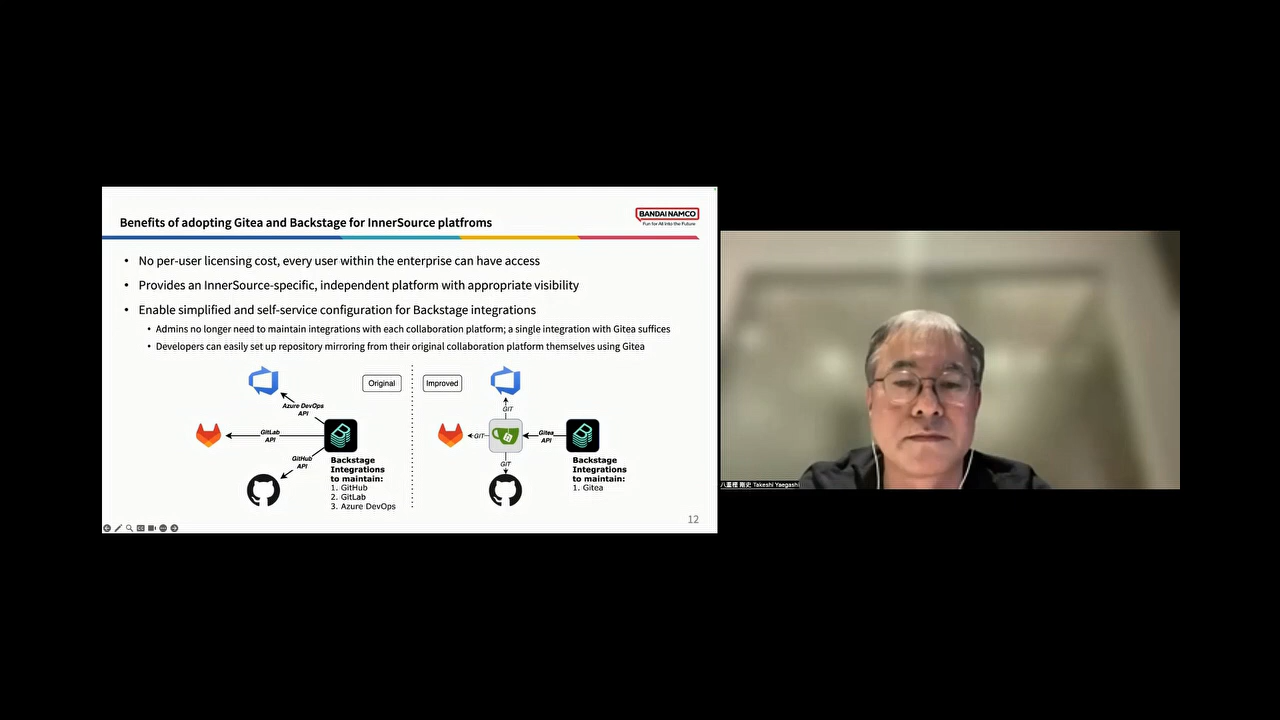 Benefits of adopting Gitea and Backstage for InnerSource platfroms
BANDAI NAMCO
Fun for All into the Future
• No per-user licensing cost, every user within the enterprise can have access
• Provides an InnerSource-specific, independent platform with appropriate visibility
• Enable simplified and self-service configuration for Backstage integrations
• Admins no longer need to maintain integrations with each collaboration platform; a single integration with Gitea suffices
• Developers can easily set up repository mirroring from their original collaboration platform themselves using Gitea
Original
Azure DevOps
API
GitLab
API
GitHub
API
Backstage
Integrations
to maintain:
1. GitHub
2. GitLab
3. Azure DevOps
Improved
GIT
GIT
GIT
Gitea
API
Backstage
Integrations
to maintain:
1. Gitea
12
八重樫 剛史 Takeshi Yaegashi